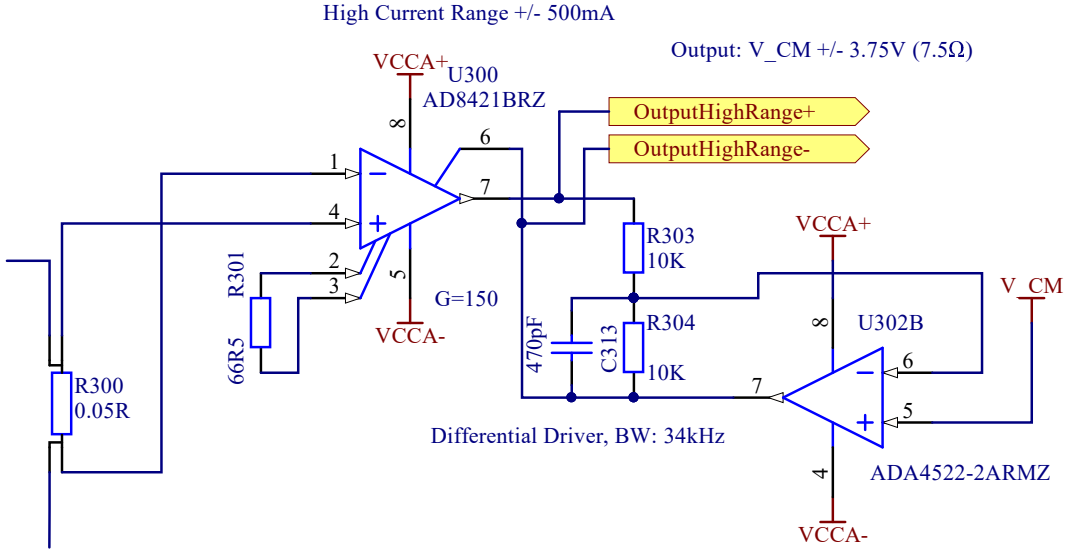 High Current Range +/- 500mA
Output: V_CM +/- 3.75V (7.5Ω)
VCCA+
U300
AD8421BRZ
OutputHighRange+
OutputHighRange-
8
6
1
7
4
2
3
5
R301
66R5
G=150
VCCA-
R303
10K
R304
10K
470pF
C313
VCCA+
V_CM
8
U302B
6
7
5
4
R300
0.05R
Differential Driver, BW: 34kHz
ADA4522-2ARMZ
VCCA-